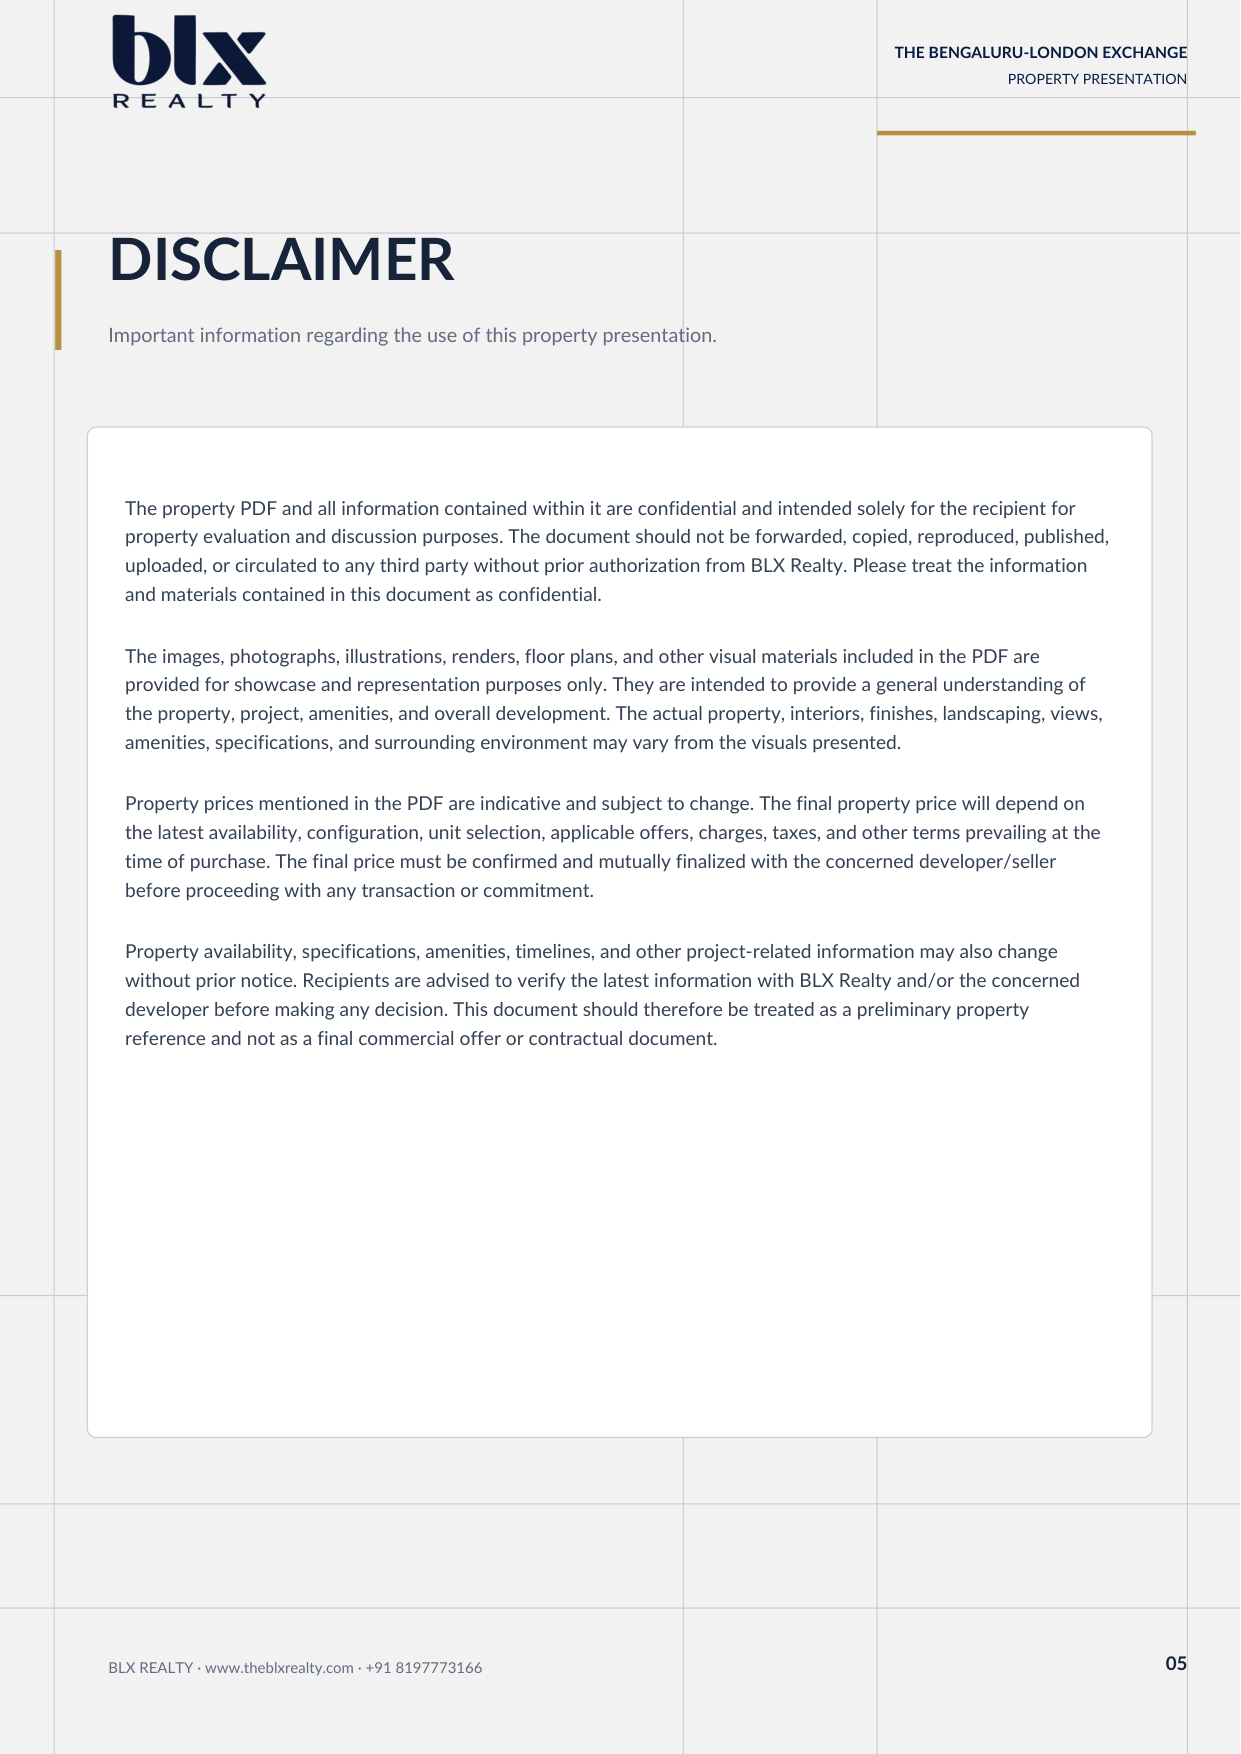 blx
REALTY
THE BENGALURU-LONDON EXCHANGE
PROPERTY PRESENTATION
DISCLAIMER
Important information regarding the use of this property presentation.
The property PDF and all information contained within it are confidential and intended solely for the recipient for
property evaluation and discussion purposes. The document should not be forwarded, copied, reproduced, published,
uploaded, or circulated to any third party without prior authorization from BLX Realty. Please treat the information
and materials contained in this document as confidential.
The images, photographs, illustrations, renders, floor plans, and other visual materials included in the PDF are
provided for showcase and representation purposes only. They are intended to provide a general understanding of
the property, project, amenities, and overall development. The actual property, interiors, finishes, landscaping, views,
amenities, specifications, and surrounding environment may vary from the visuals presented.
Property prices mentioned in the PDF are indicative and subject to change. The final property price will depend on
the latest availability, configuration, unit selection, applicable offers, charges, taxes, and other terms prevailing at the
time of purchase. The final price must be confirmed and mutually finalized with the concerned developer/seller
before proceeding with any transaction or commitment.
Property availability, specifications, amenities, timelines, and other project-related information may also change
without prior notice. Recipients are advised to verify the latest information with BLX Realty and/or the concerned
developer before making any decision. This document should therefore be treated as a preliminary property
reference and not as a final commercial offer or contractual document.
BLX REALTY · www.theblxrealty.com · +91 8197773166
05